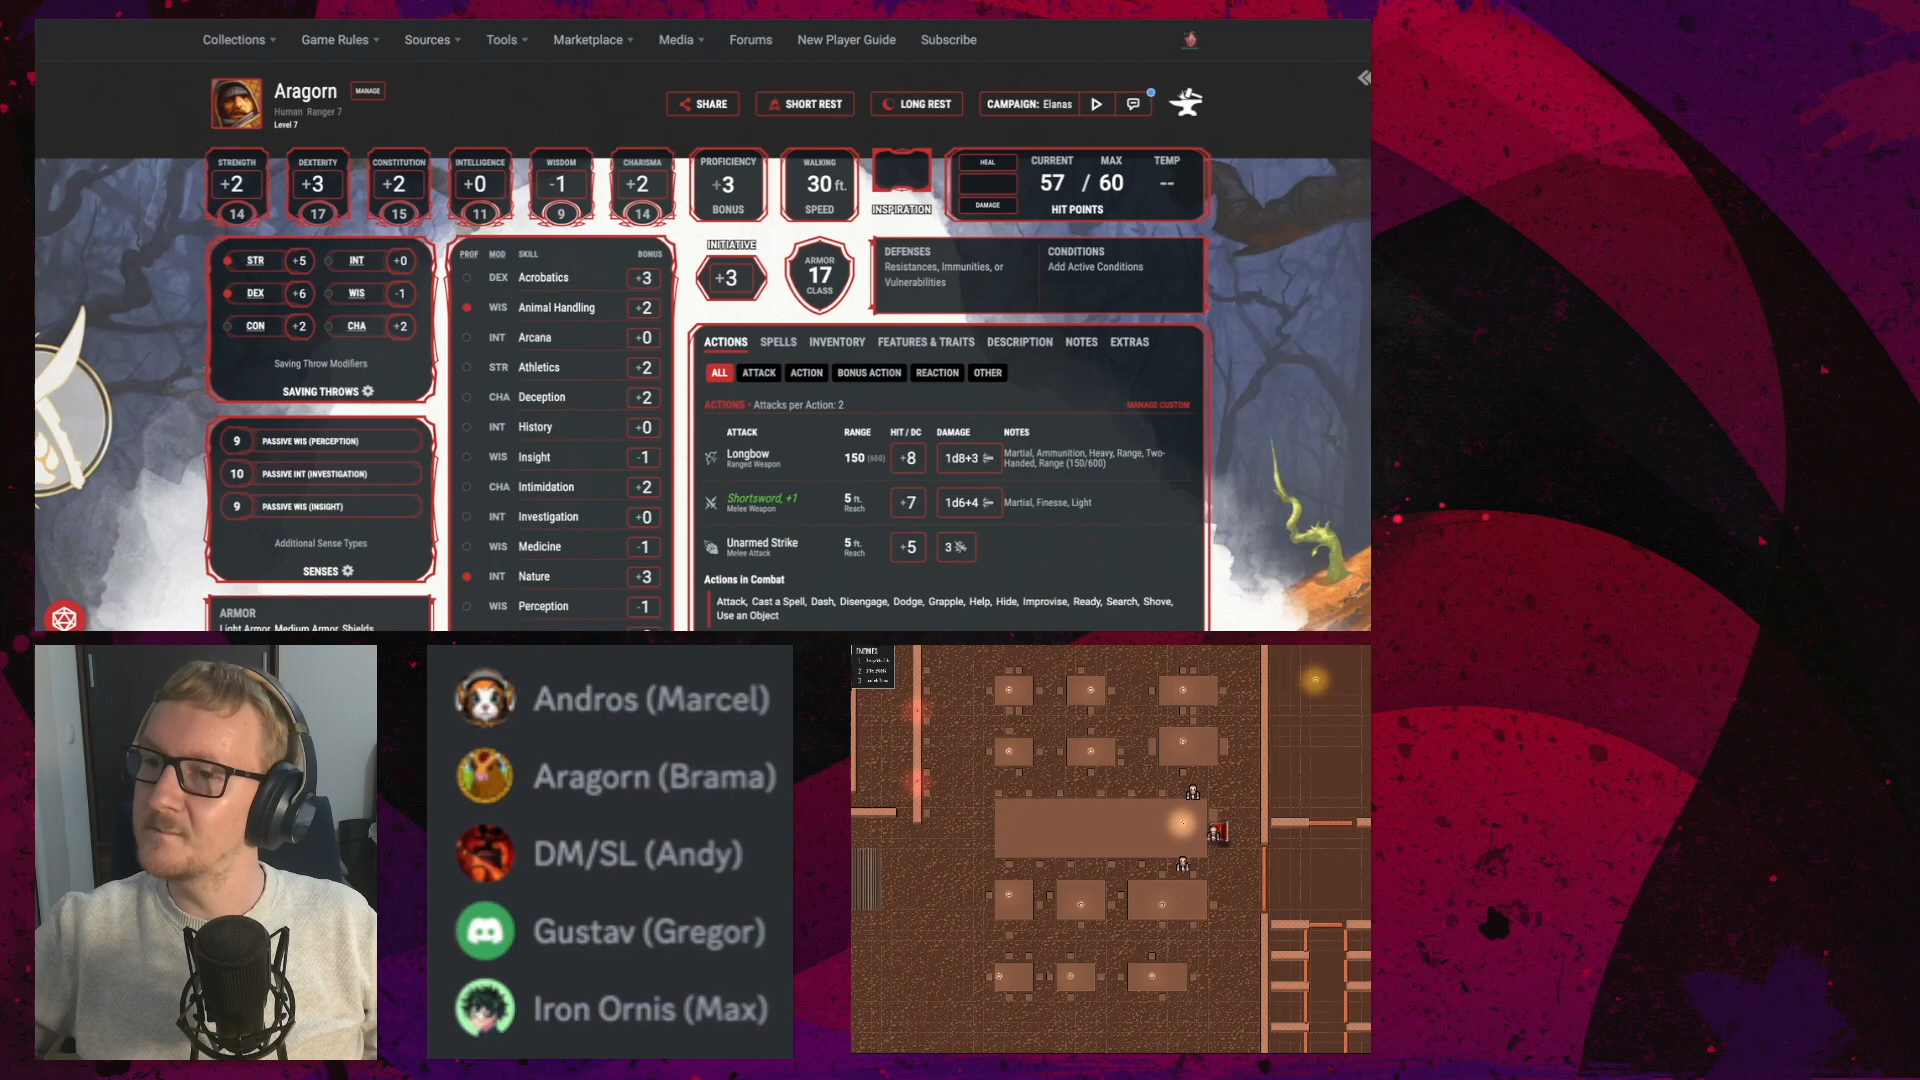 Collections Game Rules Sources Tools Marketplace Media Forums New Player Guide Subscribe
Aragorn MANAGE
Human Ranger 7
Level 7
SHARE SHORT REST LONG REST CAMPAIGN: Elanas
STRENGTH +2 14
DEXTERITY +3 17
CONSTITUTION +2 15
INTELLIGENCE +0 11
WISDOM -1 9
CHARISMA +2 14
PROFICIENCY +3 BONUS
WALKING 30 ft. SPEED
INSPIRATION
HEAL
DAMAGE
CURRENT MAX TEMP
57 / 60 --
HIT POINTS
STR +5 INT +0
DEX +6 WIS -1
CON +2 CHA +2
Saving Throw Modifiers
SAVING THROWS
9 PASSIVE WIS (PERCEPTION)
10 PASSIVE INT (INVESTIGATION)
9 PASSIVE WIS (INSIGHT)
Additional Sense Types
SENSES
ARMOR
Light Armor, Medium Armor, Shields
PROF MOD SKILL BONUS
DEX Acrobatics +3
WIS Animal Handling +2
INT Arcana +0
STR Athletics +2
CHA Deception +2
INT History +0
WIS Insight -1
CHA Intimidation +2
INT Investigation +0
WIS Medicine -1
INT Nature +3
WIS Perception -1
INITIATIVE
+3
ARMOR
17
CLASS
DEFENSES
Resistances, Immunities, or
Vulnerabilities
CONDITIONS
Add Active Conditions
ACTIONS SPELLS INVENTORY FEATURES & TRAITS DESCRIPTION NOTES EXTRAS
ALL ATTACK ACTION BONUS ACTION REACTION OTHER
ACTIONS • Attacks per Action: 2 MANAGE CUSTOM
ATTACK RANGE HIT / DC DAMAGE NOTES
Longbow 150 (600) +8 1d8+3 Martial, Ammunition, Heavy, Range, Two-
Ranged Weapon Handed, Range (150/600)
Shortsword, +1 5 ft. +7 1d6+4 Martial, Finesse, Light
Melee Weapon Reach
Unarmed Strike 5 ft. +5 3
Melee Attack Reach
Actions in Combat
Attack, Cast a Spell, Dash, Disengage, Dodge, Grapple, Help, Hide, Improvise, Ready, Search, Shove,
Use an Object
Andros (Marcel)
Aragorn (Brama)
DM/SL (Andy)
Gustav (Gregor)
Iron Ornis (Max)
ENEMIES
1
2
3